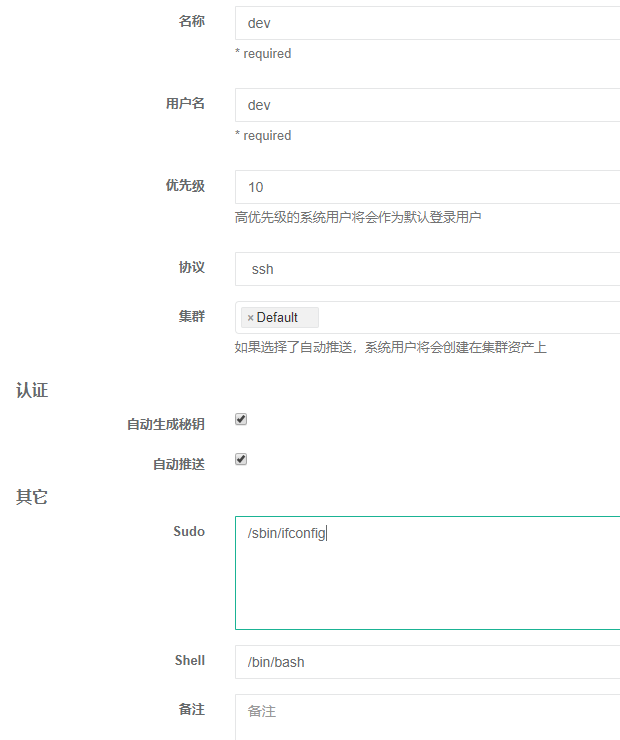 名称 dev
* required
用户名 dev
* required
优先级 10
高优先级的系统用户将会作为默认登录用户
协议 ssh
集群 × Default
如果选择了自动推送，系统用户将会创建在集群资产上
认证
自动生成秘钥
自动推送
其它
Sudo /sbin/ifconfig
Shell /bin/bash
备注 备注